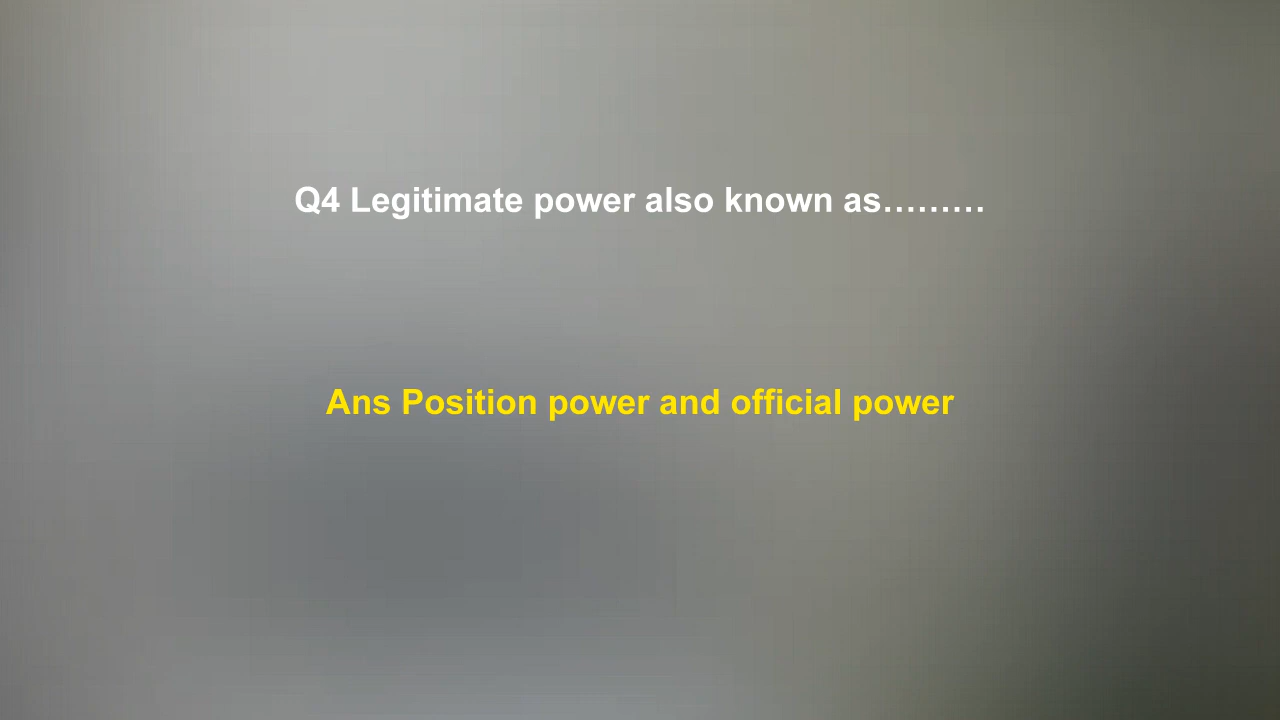 Q4 Legitimate power also known as………
Ans Position power and official power